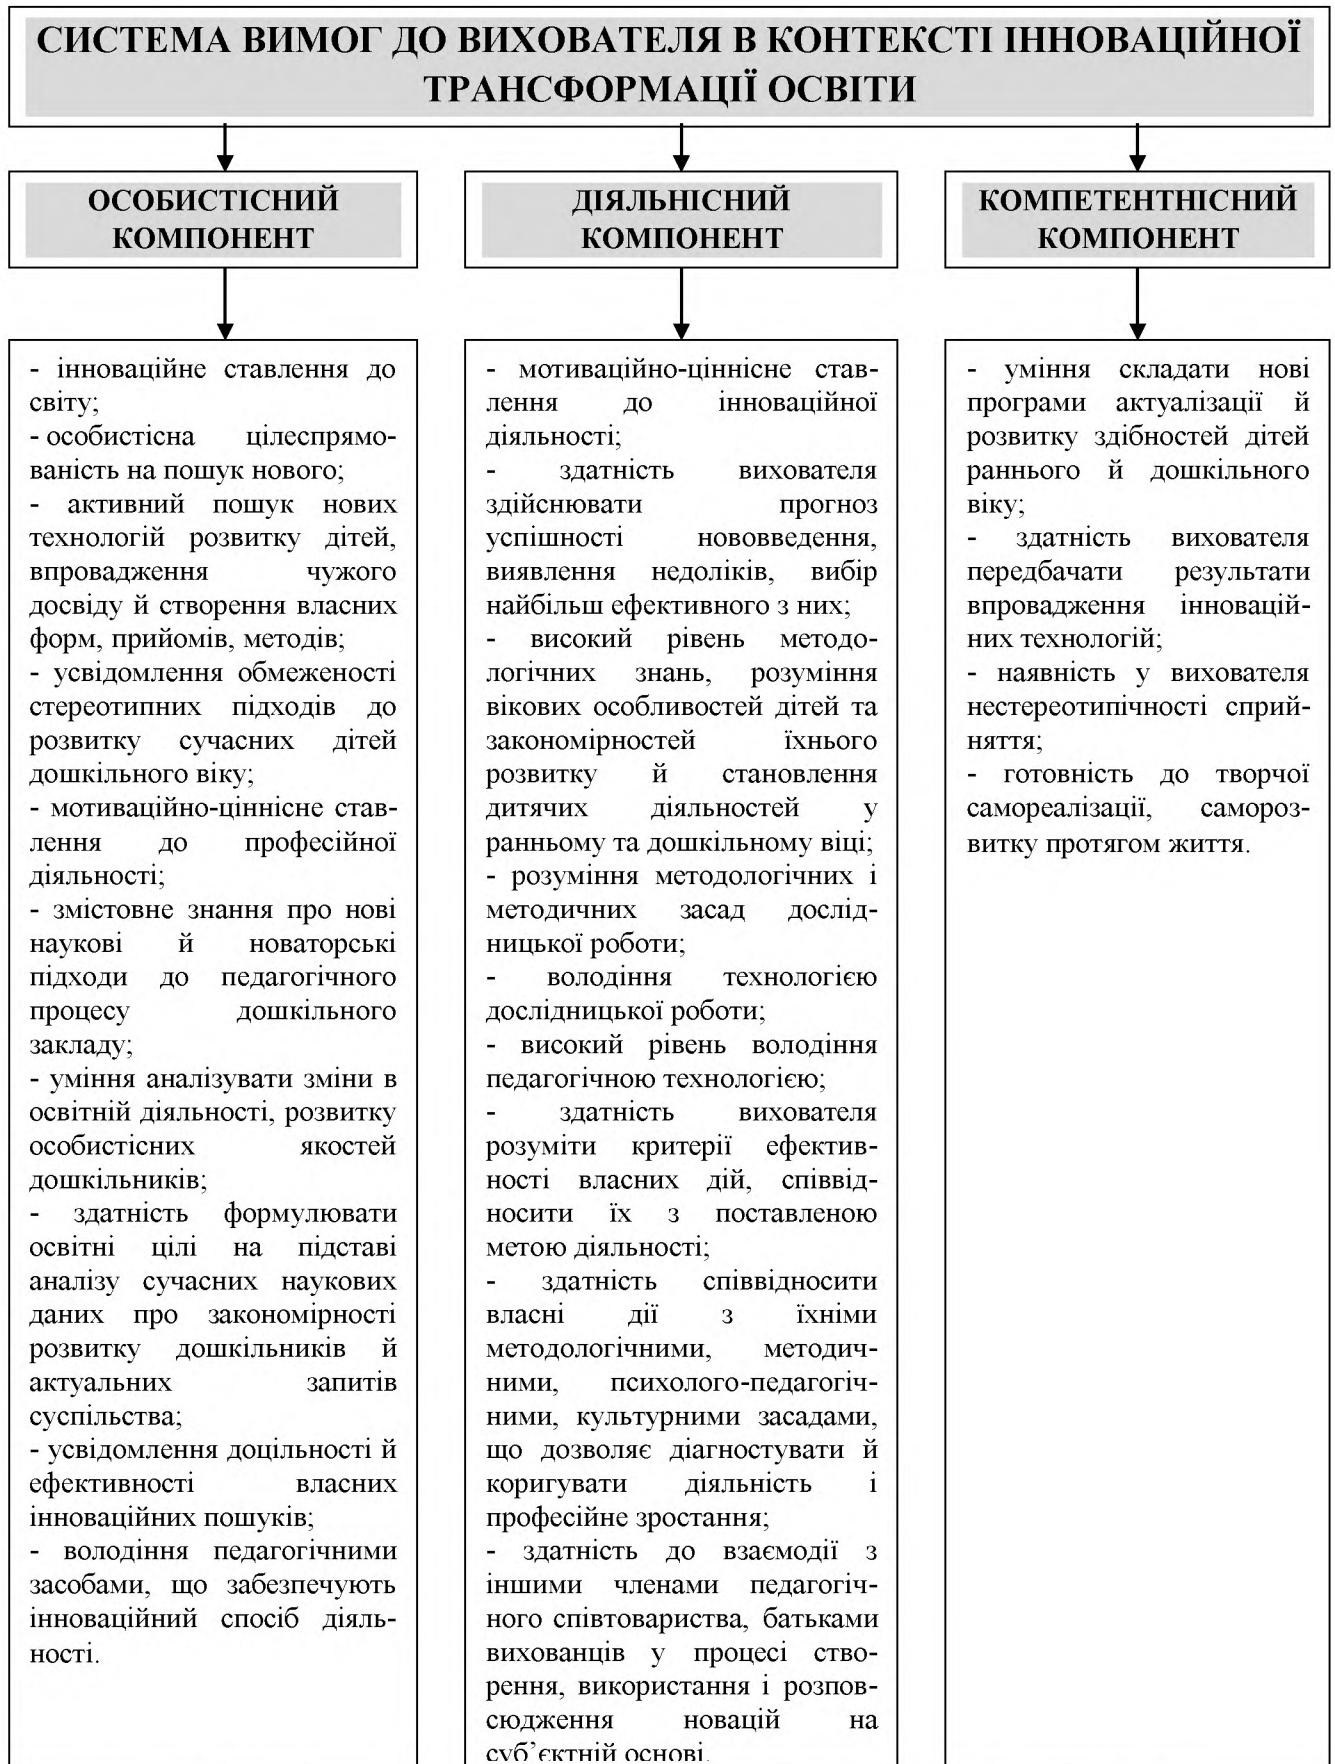 СИСТЕМА ВИМОГ ДО ВИХОВАТЕЛЯ В КОНТЕКСТІ ІННОВАЦІЙНОЇ
ТРАНСФОРМАЦІЇ ОСВІТИ
ОСОБИСТІСНИЙ
КОМПОНЕНТ
- інноваційне ставлення до
світу;
- особистісна цілеспрямо-
ваність на пошук нового;
- активний пошук нових
технологій розвитку дітей,
впровадження чужого
досвіду й створення власних
форм, прийомів, методів;
- усвідомлення обмеженості
стереотипних підходів до
розвитку сучасних дітей
дошкільного віку;
- мотиваційно-ціннісне став-
лення до професійної
діяльності;
- змістовне знання про нові
наукові й новаторські
підходи до педагогічного
процесу дошкільного
закладу;
- уміння аналізувати зміни в
освітній діяльності, розвитку
особистісних якостей
дошкільників;
- здатність формулювати
освітні цілі на підставі
аналізу сучасних наукових
даних про закономірності
розвитку дошкільників й
актуальних запитів
суспільства;
- усвідомлення доцільності й
ефективності власних
інноваційних пошуків;
- володіння педагогічними
засобами, що забезпечують
інноваційний спосіб діяль-
ності.
ДІЯЛЬНІСНИЙ
КОМПОНЕНТ
- мотиваційно-ціннісне став-
лення до інноваційної
діяльності;
- здатність вихователя
здійснювати прогноз
успішності нововведення,
виявлення недоліків, вибір
найбільш ефективного з них;
- високий рівень методо-
логічних знань, розуміння
вікових особливостей дітей та
закономірностей їхнього
розвитку й становлення
дитячих діяльностей у
ранньому та дошкільному віці;
- розуміння методологічних і
методичних засад дослід-
ницької роботи;
- володіння технологією
дослідницької роботи;
- високий рівень володіння
педагогічною технологією;
- здатність вихователя
розуміти критерії ефектив-
ності власних дій, співвід-
носити їх з поставленою
метою діяльності;
- здатність співвідносити
власні дії з їхніми
методологічними, методич-
ними, психолого-педагогіч-
ними, культурними засадами,
що дозволяє діагностувати й
коригувати діяльність і
професійне зростання;
- здатність до взаємодії з
іншими членами педагогіч-
ного співтовариства, батьками
вихованців у процесі ство-
рення, використання і розпов-
сюдження новацій на
суб’єктній основі.
КОМПЕТЕНТНІСНИЙ
КОМПОНЕНТ
- уміння складати нові
програми актуалізації й
розвитку здібностей дітей
раннього й дошкільного
віку;
- здатність вихователя
передбачати результати
впровадження інновацій-
них технологій;
- наявність у вихователя
нестереотипічності сприй-
няття;
- готовність до творчої
самореалізації, самороз-
витку протягом життя.